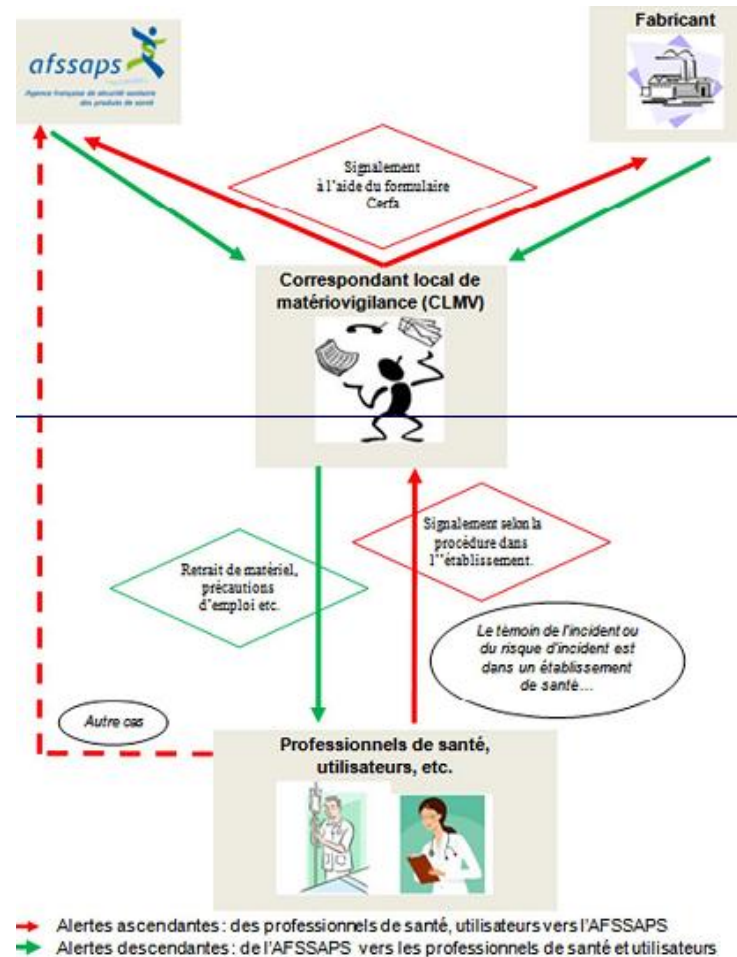 Fabricant
afssaps
Agence française de sécurité sanitaire
des produits de santé
Signalement
à l'aide du formulaire
Cerfa
Correspondant local de
matériovigilance (CLMV)
Signalement selon la
procédure dans
l''établissement.
Retrait de matériel,
précautions
d'emploi etc.
Le témoin de l'incident ou
du risque d'incident est
dans un établissement
de santé…
Autre cas
Professionnels de santé,
utilisateurs, etc.
Alertes ascendantes : des professionnels de santé, utilisateurs vers l'AFSSAPS
Alertes descendantes : de l'AFSSAPS vers les professionnels de santé et utilisateurs